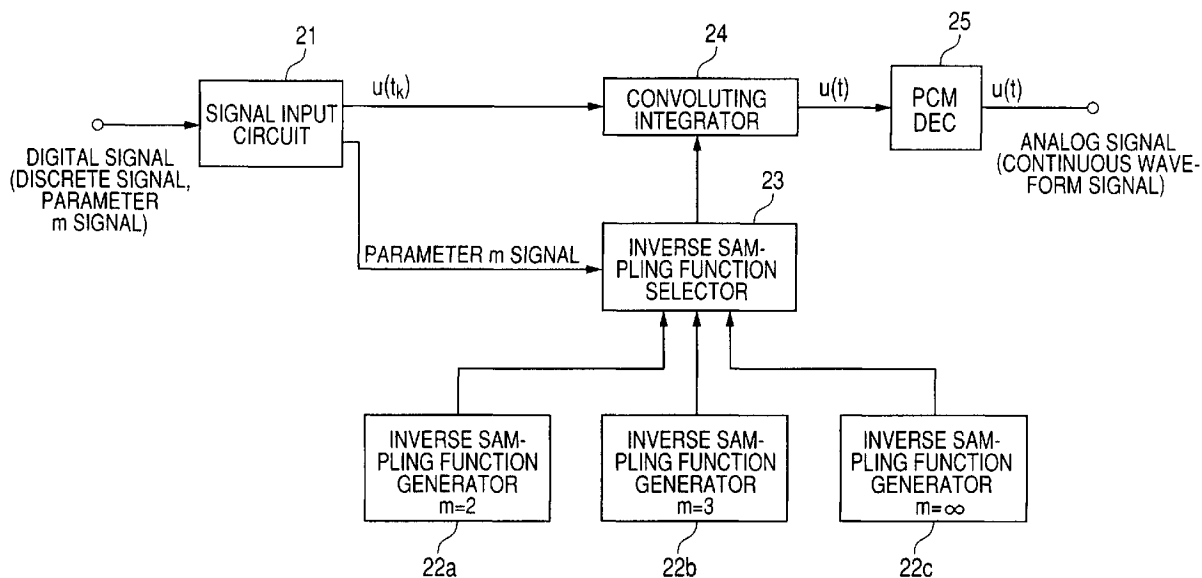 21
SIGNAL INPUT
CIRCUIT
DIGITAL SIGNAL
(DISCRETE SIGNAL,
PARAMETER
m SIGNAL)
u(tₖ)
24
CONVOLUTING
INTEGRATOR
u(t)
25
PCM
DEC
u(t)
ANALOG SIGNAL
(CONTINUOUS WAVE-
FORM SIGNAL)
PARAMETER m SIGNAL
23
INVERSE SAM-
PLING FUNCTION
SELECTOR
INVERSE SAM-
PLING FUNCTION
GENERATOR
m=2
22a
INVERSE SAM-
PLING FUNCTION
GENERATOR
m=3
22b
INVERSE SAM-
PLING FUNCTION
GENERATOR
m=∞
22c